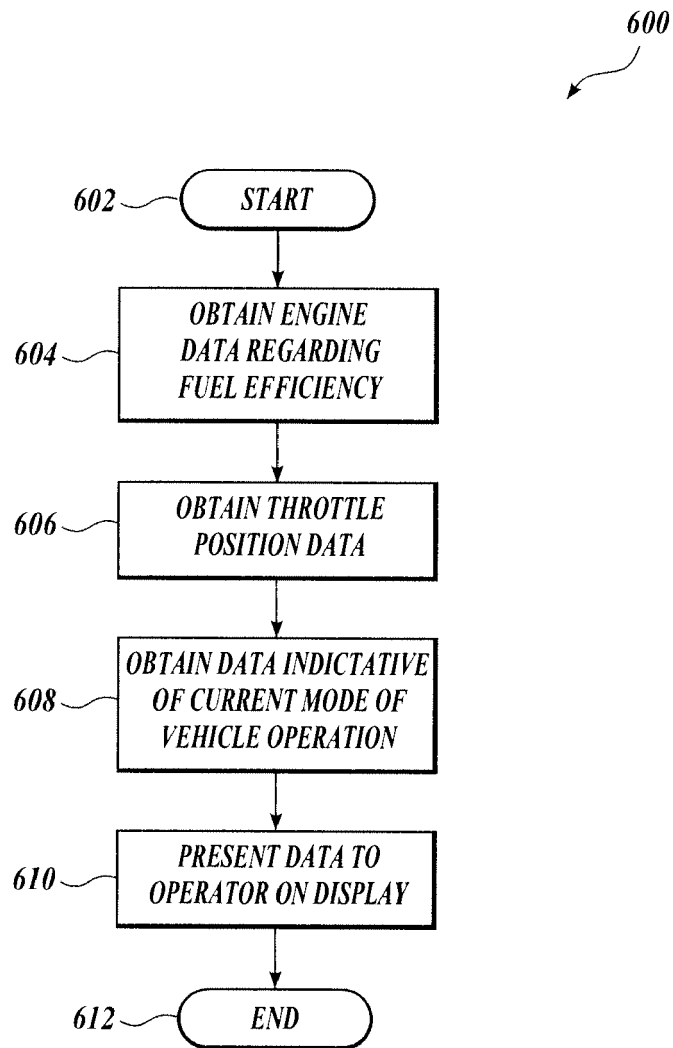 600
602
START
OBTAIN ENGINE
DATA REGARDING
FUEL EFFICIENCY
604
OBTAIN THROTTLE
POSITION DATA
606
OBTAIN DATA INDICTATIVE
OF CURRENT MODE OF
VEHICLE OPERATION
608
PRESENT DATA TO
OPERATOR ON DISPLAY
610
612
END